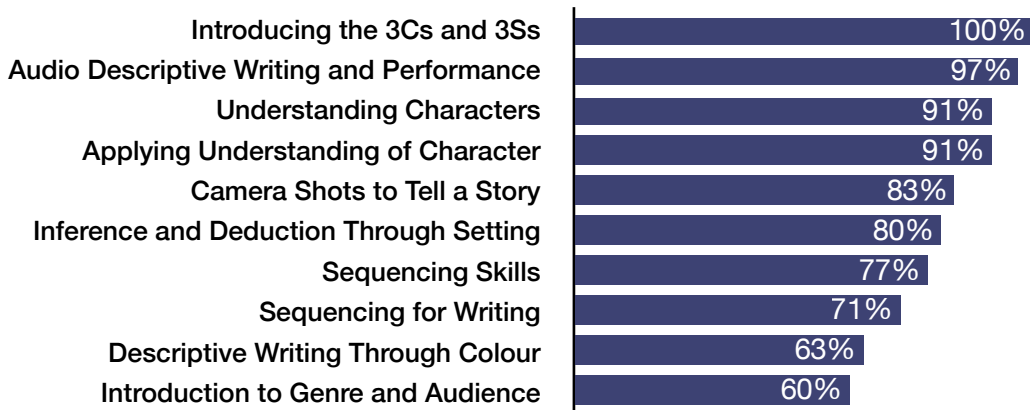 Introducing the 3Cs and 3Ss 100%
Audio Descriptive Writing and Performance 97%
Understanding Characters 91%
Applying Understanding of Character 91%
Camera Shots to Tell a Story 83%
Inference and Deduction Through Setting 80%
Sequencing Skills 77%
Sequencing for Writing 71%
Descriptive Writing Through Colour 63%
Introduction to Genre and Audience 60%